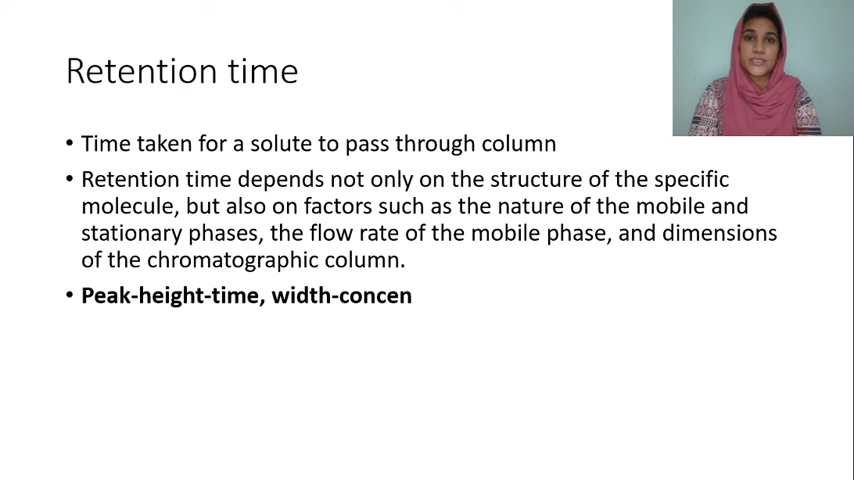 Retention time
• Time taken for a solute to pass through column
• Retention time depends not only on the structure of the specific
molecule, but also on factors such as the nature of the mobile and
stationary phases, the flow rate of the mobile phase, and dimensions
of the chromatographic column.
• Peak-height-time, width-concen